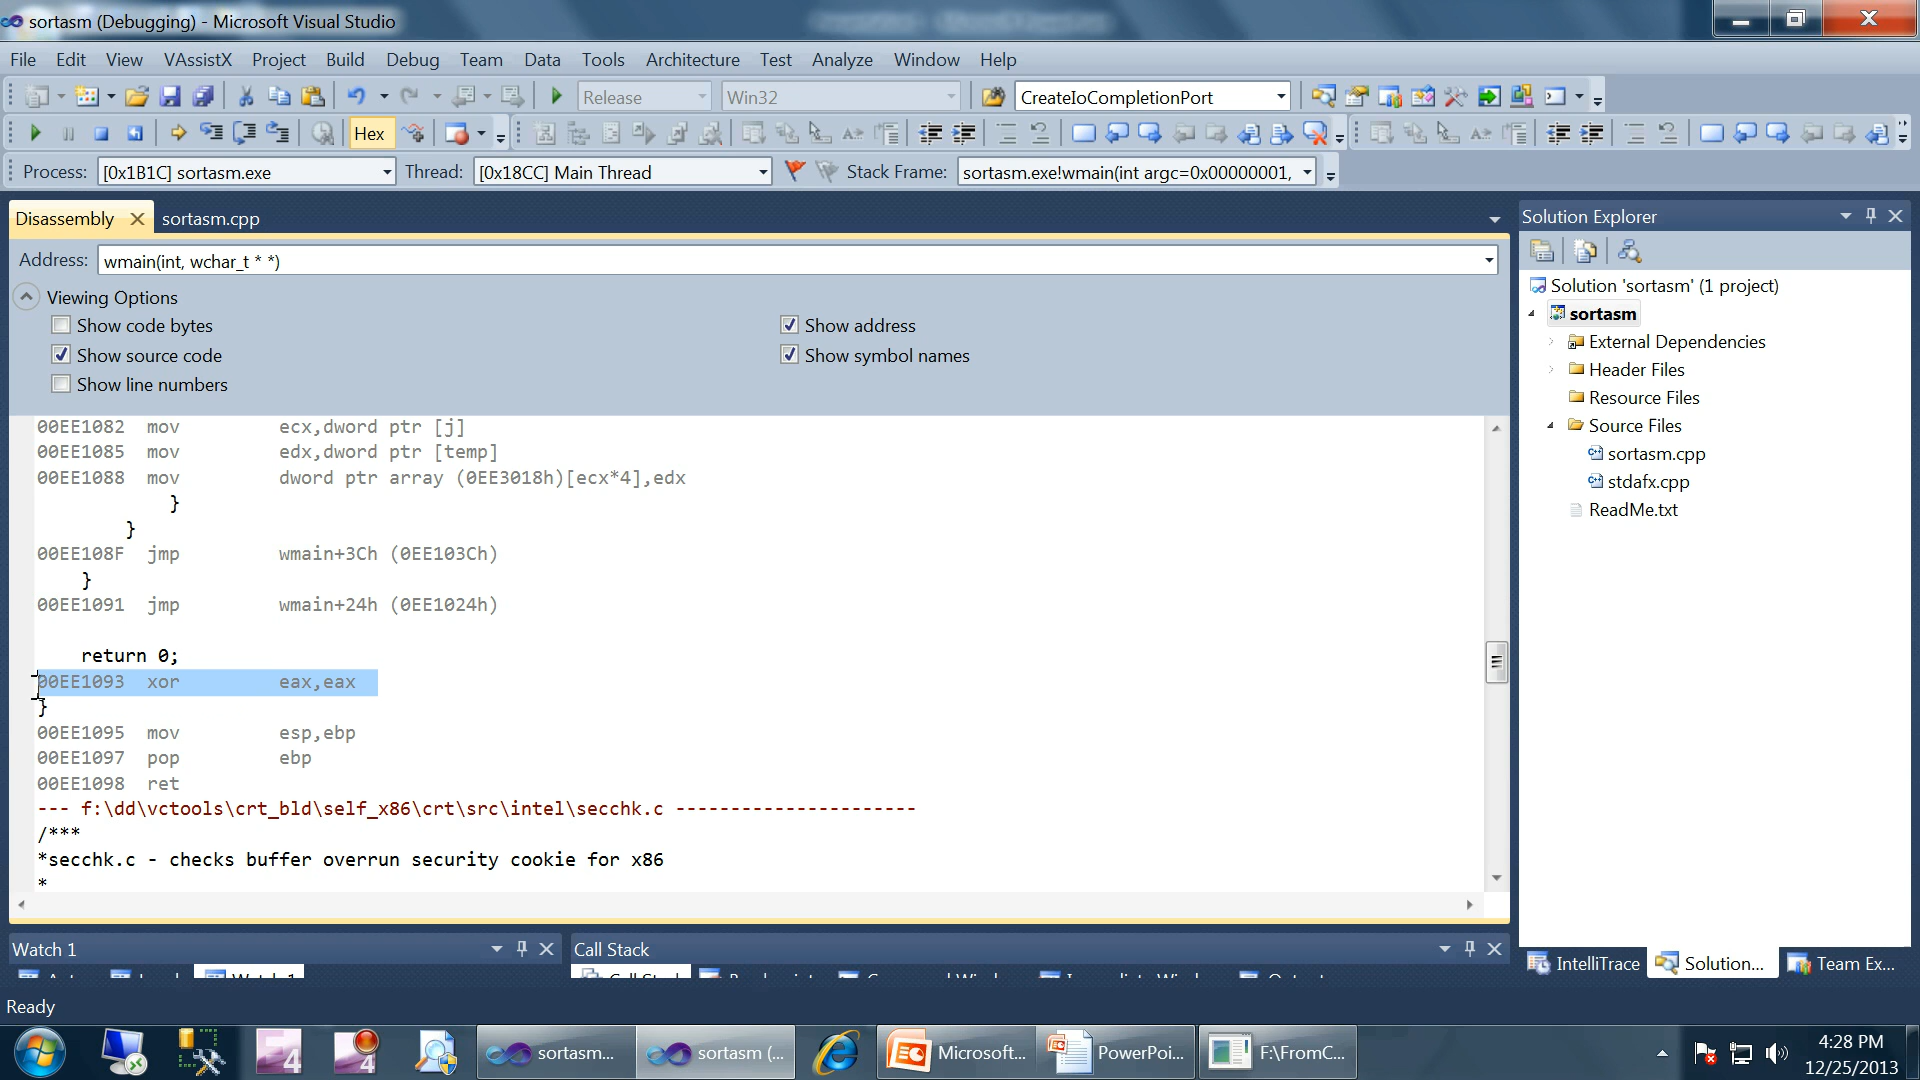 sortasm (Debugging) - Microsoft Visual Studio
File Edit View VAssistX Project Build Debug Team Data Tools Architecture Test Analyze Window Help
Release Win32 CreateIoCompletionPort
Hex
Process: [0x1B1C] sortasm.exe Thread: [0x18CC] Main Thread Stack Frame: sortasm.exe!wmain(int argc=0x00000001,
Disassembly sortasm.cpp
Address: wmain(int, wchar_t * *)
Viewing Options
Show code bytes Show address
Show source code Show symbol names
Show line numbers
00EE1082 mov ecx,dword ptr [j]
00EE1085 mov edx,dword ptr [temp]
00EE1088 mov dword ptr array (0EE3018h)[ecx*4],edx
}
}
00EE108F jmp wmain+3Ch (0EE103Ch)
}
00EE1091 jmp wmain+24h (0EE1024h)
return 0;
00EE1093 xor eax,eax
}
00EE1095 mov esp,ebp
00EE1097 pop ebp
00EE1098 ret
--- f:\dd\vctools\crt_bld\self_x86\crt\src\intel\secchk.c ----------------------
/***
*secchk.c - checks buffer overrun security cookie for x86
*
Solution Explorer
Solution 'sortasm' (1 project)
sortasm
External Dependencies
Header Files
Resource Files
Source Files
sortasm.cpp
stdafx.cpp
ReadMe.txt
IntelliTrace Solution... Team Ex...
Watch 1 Call Stack
Watch 1 Call Stack
Ready
sortasm... sortasm (... Microsoft... PowerPoi... F:\FromC...
4:28 PM
12/25/2013